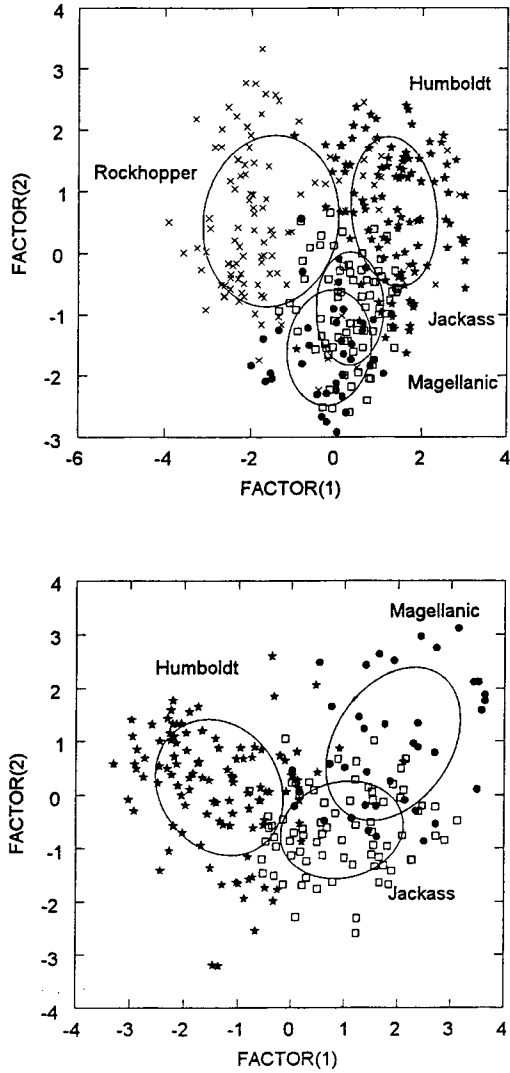 4
Humboldt
3
2
Rockhopper
FACTOR(2)
1
0
-1
Jackass
-2
Magellanic
-3
-6 -4 -2 0 2 4
FACTOR(1)
4
Magellanic
3
Humboldt
2
1
FACTOR(2)
0
-1
Jackass
-2
-3
-4
-4 -3 -2 -1 0 1 2 3 4
FACTOR(1)